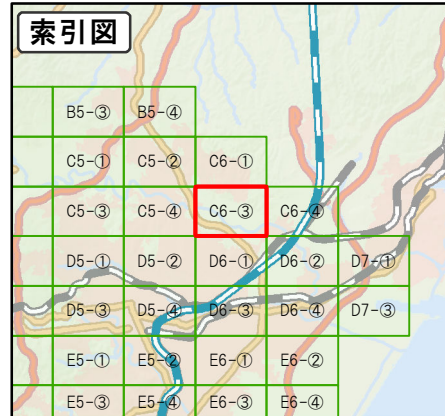 索引図
B5-③ B5-④
C5-① C5-② C6-①
C5-③ C5-④ C6-③ C6-④
D5-① D5-② D6-① D6-② D7-①
D5-③ D5-④ D6-③ D6-④ D7-③
E5-① E5-② E6-① E6-②
E5-③ E5-④ E6-③ E6-④